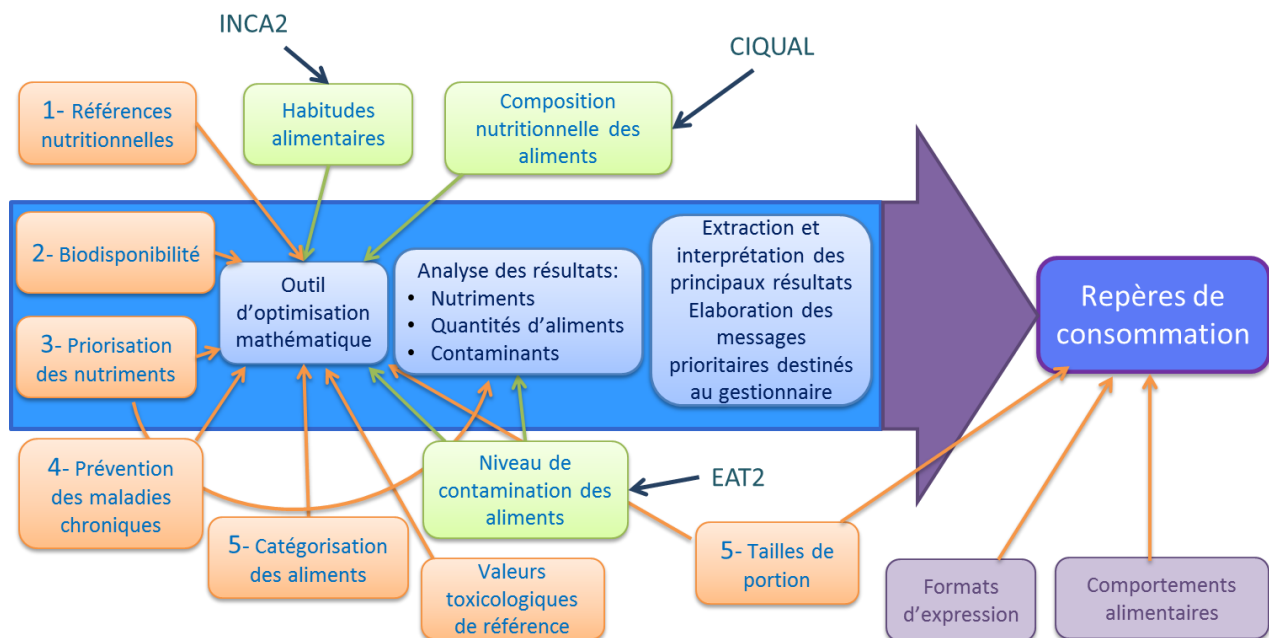 INCA2
CIQUAL
1- Références
nutritionnelles
Habitudes
alimentaires
Composition
nutritionnelle des
aliments
2- Biodisponibilité
Outil
d'optimisation
mathématique
Analyse des résultats:
• Nutriments
• Quantités d'aliments
• Contaminants
Extraction et
interprétation des
principaux résultats
Elaboration des
messages
prioritaires destinés
au gestionnaire
Repères de
consommation
3- Priorisation
des nutriments
4- Prévention
des maladies
chroniques
Niveau de
contamination des
aliments
EAT2
5- Catégorisation
des aliments
Valeurs
toxicologiques
de référence
5- Tailles de
portion
Formats
d'expression
Comportements
alimentaires